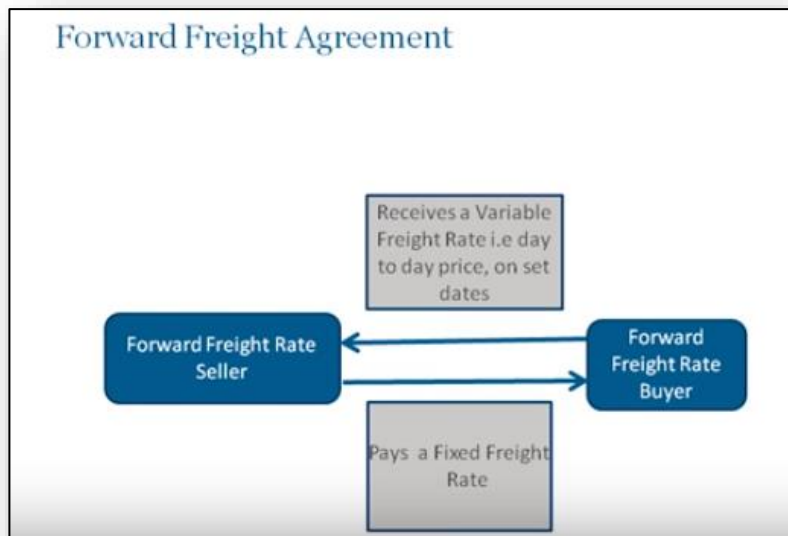 Forward Freight Agreement
Receives a Variable
Freight Rate i.e day
to day price, on set
dates
Forward Freight Rate
Seller
Forward
Freight Rate
Buyer
Pays a Fixed Freight
Rate